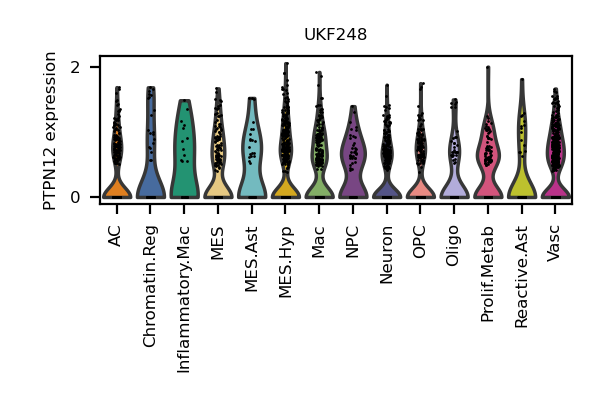 UKF248
PTPN12 expression
2
0
AC
Chromatin.Reg
Inflammatory.Mac
MES
MES.Ast
MES.Hyp
Mac
NPC
Neuron
OPC
Oligo
Prolif.Metab
Reactive.Ast
Vasc